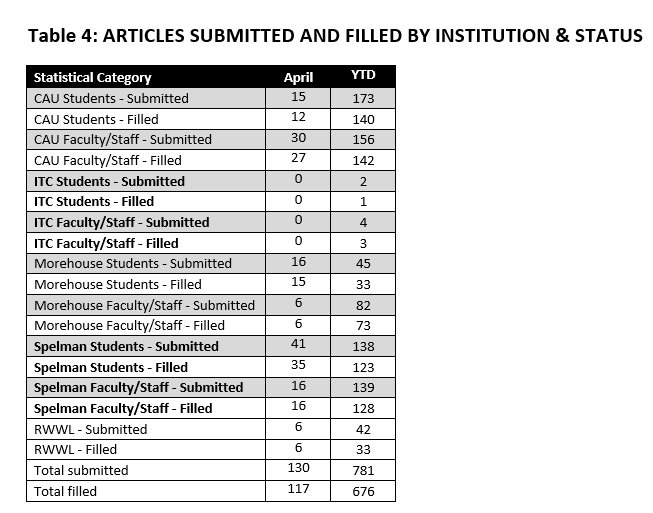 Table 4: ARTICLES SUBMITTED AND FILLED BY INSTITUTION & STATUS
Statistical Category April YTD
CAU Students - Submitted 15 173
CAU Students - Filled 12 140
CAU Faculty/Staff - Submitted 30 156
CAU Faculty/Staff - Filled 27 142
ITC Students - Submitted 0 2
ITC Students - Filled 0 1
ITC Faculty/Staff - Submitted 0 4
ITC Faculty/Staff - Filled 0 3
Morehouse Students - Submitted 16 45
Morehouse Students - Filled 15 33
Morehouse Faculty/Staff - Submitted 6 82
Morehouse Faculty/Staff - Filled 6 73
Spelman Students - Submitted 41 138
Spelman Students - Filled 35 123
Spelman Faculty/Staff - Submitted 16 139
Spelman Faculty/Staff - Filled 16 128
RWWL - Submitted 6 42
RWWL - Filled 6 33
Total submitted 130 781
Total filled 117 676